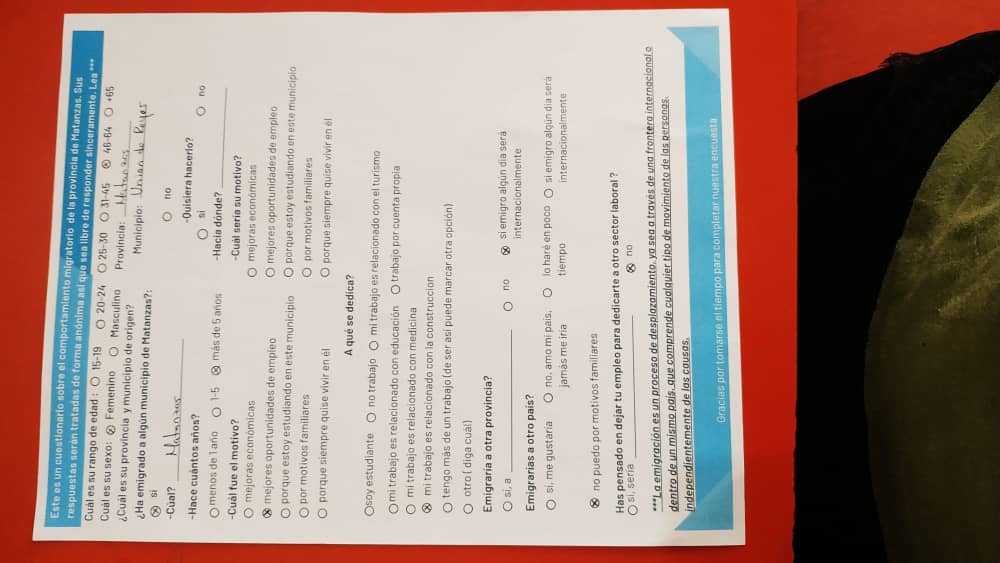 Este es un cuestionario sobre el comportamiento migratorio de la provincia de Matanzas. Sus
respuestas serán tratadas de forma anónima así que sea libre de responder sinceramente. Lea ***
Cuál es su rango de edad : ○ 15-19 ○ 20-24 ○ 25-30 ○ 31-45 ⊗ 46-64 ○ +65
Cuál es su sexo: ⊗ Femenino ○ Masculino
¿Cuál es su provincia y municipio de origen? Provincia: Matanzas
Municipio: Union de Reyes
¿Ha emigrado a algún municipio de Matanzas?:
⊗ si
-Cual? Matanzas
-Hace cuántos años?
○ menos de 1 año ○ 1-5 ⊗ más de 5 años
-Cuál fue el motivo?
○ mejoras económicas
⊗ mejores oportunidades de empleo
○ porque estoy estudiando en este municipio
○ por motivos familiares
○ porque siempre quise vivir en él
○ no
-Quisiera hacerlo?
○ si ○ no
-Hacia dónde?
-Cuál sería su motivo?
○ mejoras económicas
○ mejores oportunidades de empleo
○ porque estoy estudiando en este municipio
○ por motivos familiares
○ porque siempre quise vivir en él
A qué se dedica?
○ soy estudiante ○ no trabajo ○ mi trabajo es relacionado con el turismo
○ mi trabajo es relacionado con educación ○ trabajo por cuenta propia
○ mi trabajo es relacionado con medicina
⊗ mi trabajo es relacionado con la construccion
○ tengo más de un trabajo (de ser asi puede marcar otra opción)
○ otro ( diga cuál)
Emigraría a otra provincia?
○ si, a ○ no ⊗ si emigro algún día será
internacionalmente
Emigrarías a otro país?
○ si, me gustaría ○ no, amo mi país, ○ lo haré en poco ○ si emigro algún día será
jamás me iría tiempo internacionalmente
⊗ no puedo por motivos familiares
Has pensado en dejar tu empleo para dedicarte a otro sector laboral ?
○ si, sería ⊗ no
***La emigración es un proceso de desplazamiento, ya sea a través de una frontera internacional o
dentro de un mismo país, que comprende cualquier tipo de movimiento de las personas,
independientemente de las causas.
Gracias por tomarse el tiempo para completar nuestra encuesta